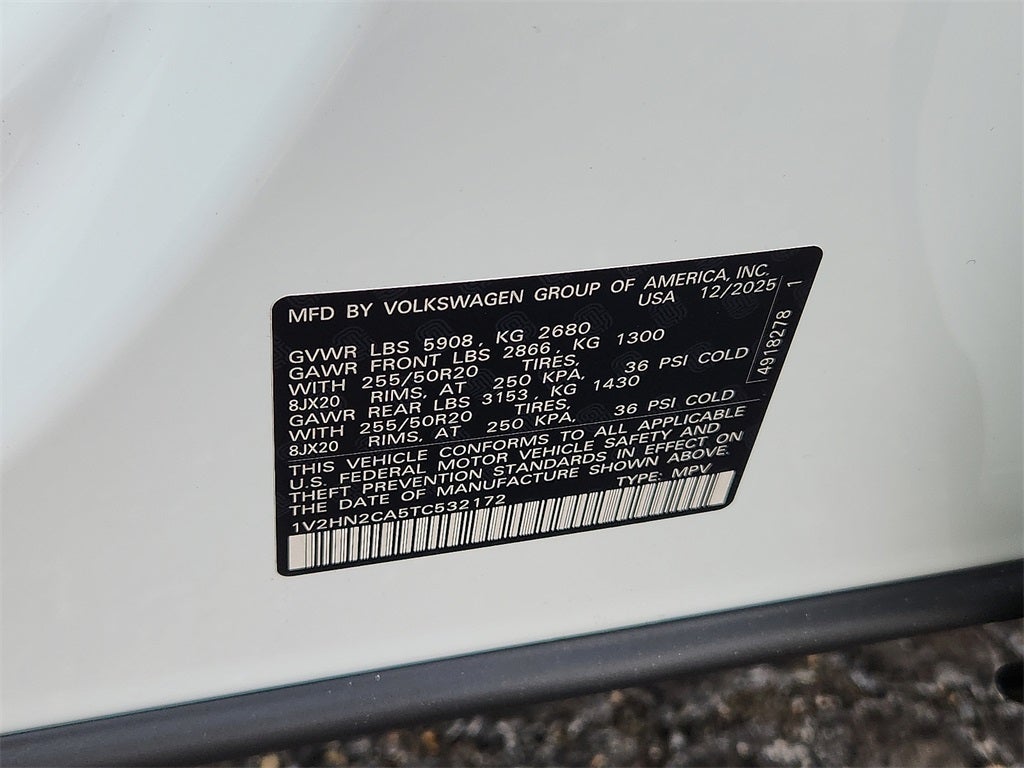 MFD BY VOLKSWAGEN GROUP OF AMERICA, INC.
USA 12/2025
GVWR LBS 5908, KG 2680
GAWR FRONT LBS 2866, KG 1300
WITH 255/50R20 TIRES,
8JX20 RIMS, AT 250 KPA, 36 PSI COLD
GAWR REAR LBS 3153, KG 1430
WITH 255/50R20 TIRES,
8JX20 RIMS, AT 250 KPA, 36 PSI COLD
THIS VEHICLE CONFORMS TO ALL APPLICABLE
U.S. FEDERAL MOTOR VEHICLE SAFETY AND
THEFT PREVENTION STANDARDS IN EFFECT ON
THE DATE OF MANUFACTURE SHOWN ABOVE.
1V2HN2CA5TC532172 TYPE: MPV
4918278 1